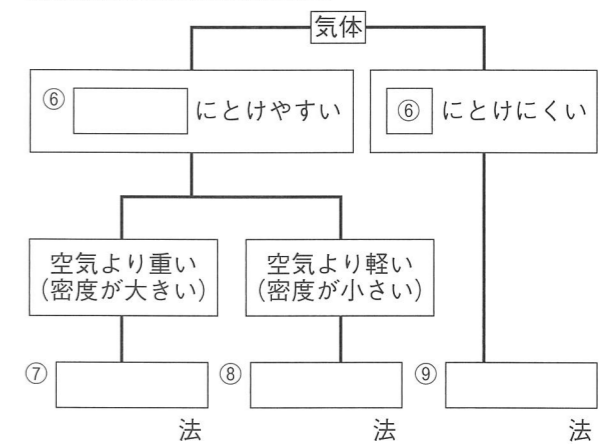 気体
⑥ にとけやすい
⑥ にとけにくい
空気より重い
(密度が大きい)
空気より軽い
(密度が小さい)
⑦
法
⑧
法
⑨
法